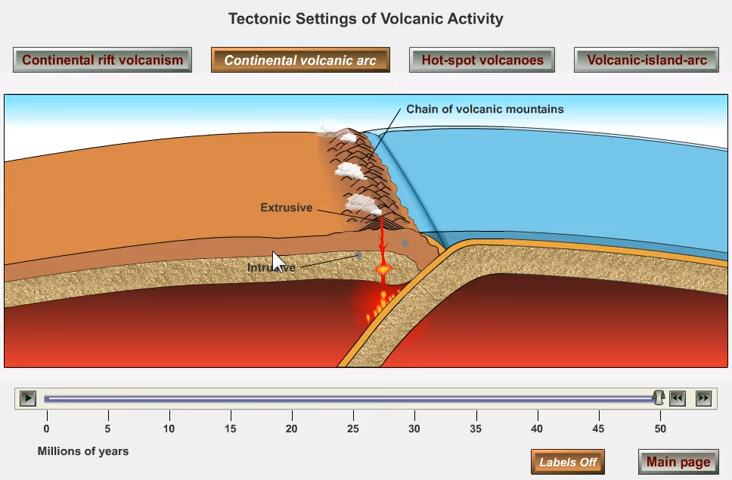 Tectonic Settings of Volcanic Activity
Continental rift volcanism
Continental volcanic arc
Hot-spot volcanoes
Volcanic-island-arc
Chain of volcanic mountains
Extrusive
Intrusive
0 5 10 15 20 25 30 35 40 45 50
Millions of years
Labels Off
Main page